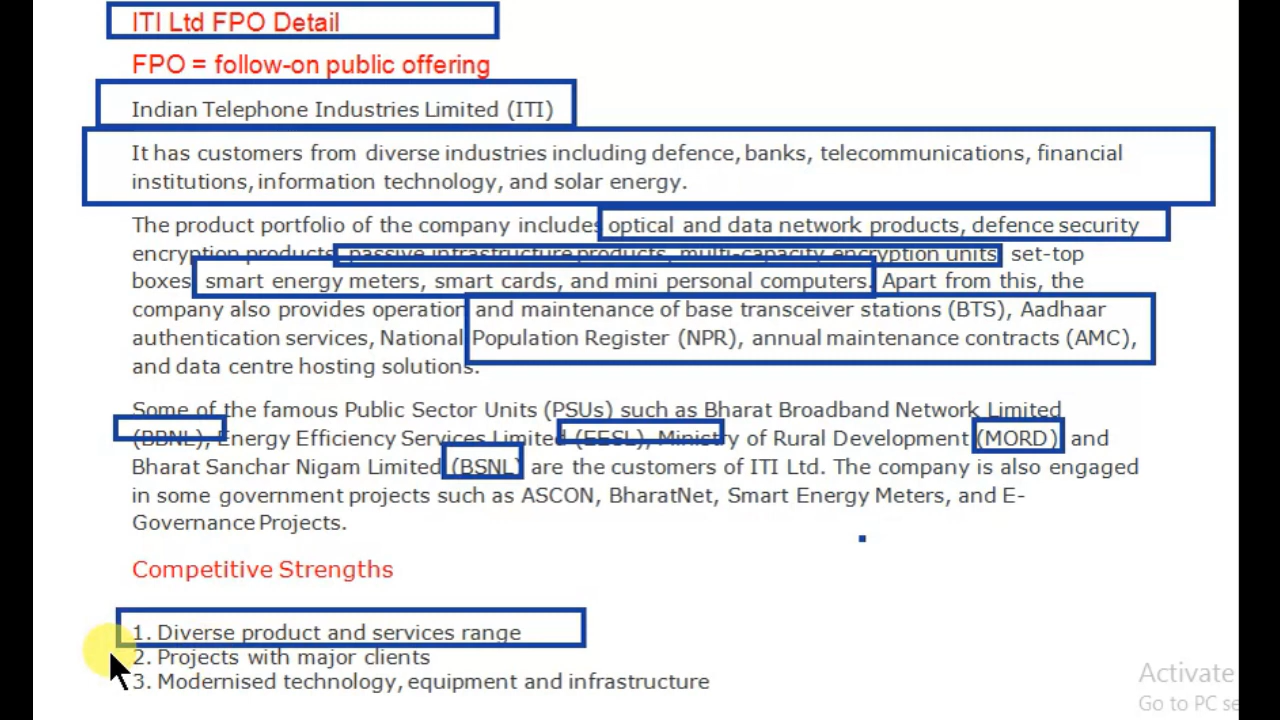 ITI Ltd FPO Detail
FPO = follow-on public offering
Indian Telephone Industries Limited (ITI)
It has customers from diverse industries including defence, banks, telecommunications, financial
institutions, information technology, and solar energy.
The product portfolio of the company includes optical and data network products, defence security
encryption products, passive infrastructure products, multi-capacity encryption units, set-top
boxes, smart energy meters, smart cards, and mini personal computers. Apart from this, the
company also provides operation and maintenance of base transceiver stations (BTS), Aadhaar
authentication services, National Population Register (NPR), annual maintenance contracts (AMC),
and data centre hosting solutions.
Some of the famous Public Sector Units (PSUs) such as Bharat Broadband Network Limited
(BBNL), Energy Efficiency Services Limited (EESL), Ministry of Rural Development (MORD) and
Bharat Sanchar Nigam Limited (BSNL) are the customers of ITI Ltd. The company is also engaged
in some government projects such as ASCON, BharatNet, Smart Energy Meters, and E-
Governance Projects.
Competitive Strengths
1. Diverse product and services range
2. Projects with major clients
3. Modernised technology, equipment and infrastructure
Activate
Go to PC se